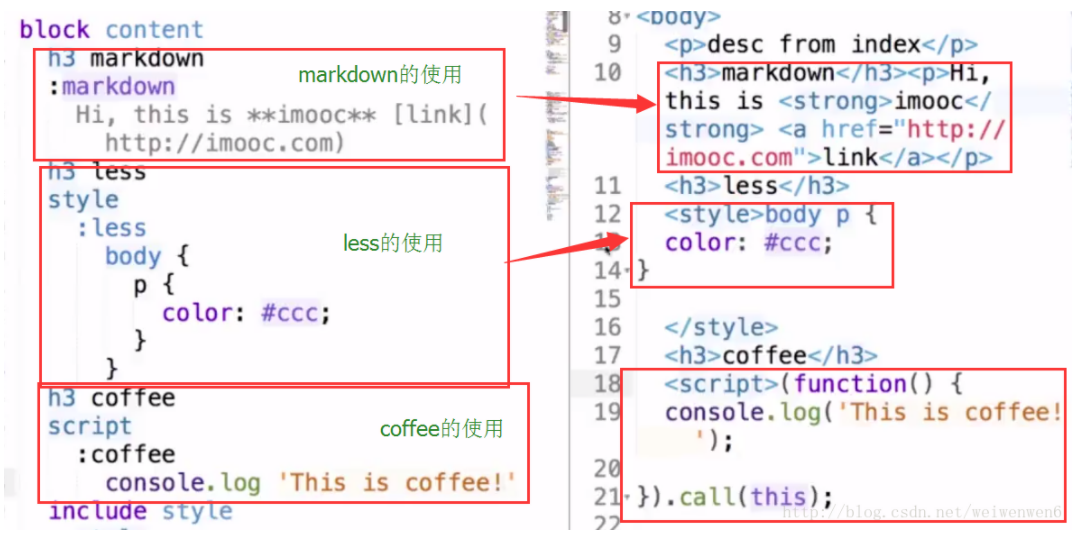 block content
h3 markdown
:markdown
Hi, this is **imooc** [link](
http://imooc.com)
markdown的使用
h3 less
style
:less
body {
p {
color: #ccc;
}
}
less的使用
h3 coffee
script
:coffee
console.log 'This is coffee!'
coffee的使用
include style
8 <body>
9 <p>desc from index</p>
10 <h3>markdown</h3><p>Hi,
this is <strong>imooc</
strong> <a href="http://
imooc.com">link</a></p>
11 <h3>less</h3>
12 <style>body p {
13 color: #ccc;
14 }
15
16 </style>
17 <h3>coffee</h3>
18 <script>(function() {
19 console.log('This is coffee!
');
20
21 }).call(this);
22
http://blog.csdn.net/weiwenwen6